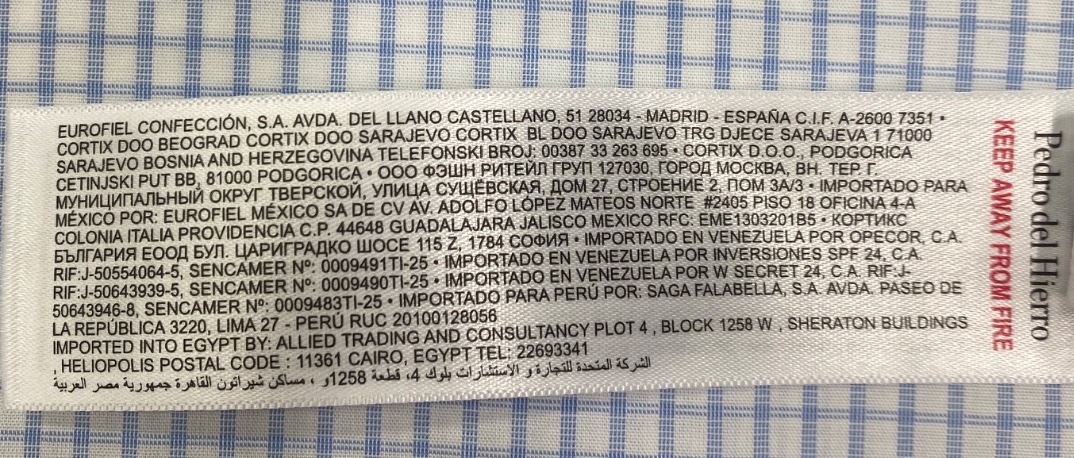 EUROFIEL CONFECCIÓN, S.A. AVDA. DEL LLANO CASTELLANO, 51 28034 - MADRID - ESPAÑA C.I.F. A-2600 7351 •
CORTIX DOO BEOGRAD CORTIX DOO SARAJEVO CORTIX BL DOO SARAJEVO TRG DJECE SARAJEVA 1 71000
SARAJEVO BOSNIA AND HERZEGOVINA TELEFONSKI BROJ: 00387 33 263 695 • CORTIX D.O.O., PODGORICA
CETINJSKI PUT BB, 81000 PODGORICA • ООО ФЭШН РИТЕЙЛ ГРУП 127030, ГОРОД МОСКВА, ВН. ТЕР Г.
МУНИЦИПАЛЬНЫЙ ОКРУГ ТВЕРСКОЙ, УЛИЦА СУЩЁВСКАЯ, ДОМ 27, СТРОЕНИЕ 2, ПОМ 3А/3 • IMPORTADO PARA
MÉXICO POR: EUROFIEL MÉXICO SA DE CV AV. ADOLFO LÓPEZ MATEOS NORTE #2405 PISO 18 OFICINA 4-A
COLONIA ITALIA PROVIDENCIA C.P. 44648 GUADALAJARA JALISCO MEXICO RFC: EME1303201B5 • КОРТИКС
БЪЛГАРИЯ ЕООД БУЛ. ЦАРИГРАДКО ШОСЕ 115 Z, 1784 СОФИЯ • IMPORTADO EN VENEZUELA POR OPECOR, C.A.
RIF:J-50554064-5, SENCAMER Nº: 0009491TI-25 • IMPORTADO EN VENEZUELA POR INVERSIONES SPF 24, C.A.
RIF:J-50643939-5, SENCAMER Nº: 0009490TI-25 • IMPORTADO EN VENEZUELA POR W SECRET 24, C.A. RIF:J-
50643946-8, SENCAMER Nº: 0009483TI-25 • IMPORTADO PARA PERÚ POR: SAGA FALABELLA, S.A. AVDA. PASEO DE
LA REPÚBLICA 3220, LIMA 27 - PERÚ RUC 20100128056
IMPORTED INTO EGYPT BY: ALLIED TRADING AND CONSULTANCY PLOT 4 , BLOCK 1258 W , SHERATON BUILDINGS
, HELIOPOLIS POSTAL CODE : 11361 CAIRO, EGYPT TEL: 22693341
الشركة المتحدة للتجارة و الاستشارات بلوك 4، قطعة 1258و ، مساكن شيراتون القاهرة جمهورية مصر العربية
KEEP AWAY FROM FIRE
Pedro del Hierro